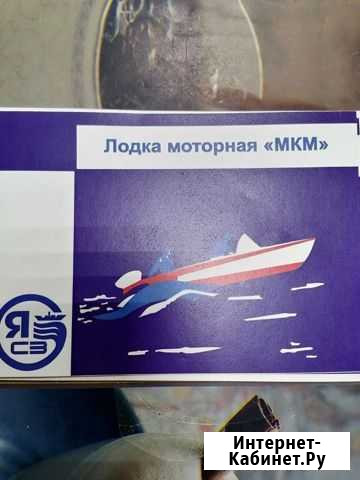 Лодка моторная «МКМ»
Я
СЗ
Интернет-
Кабинет.Ру